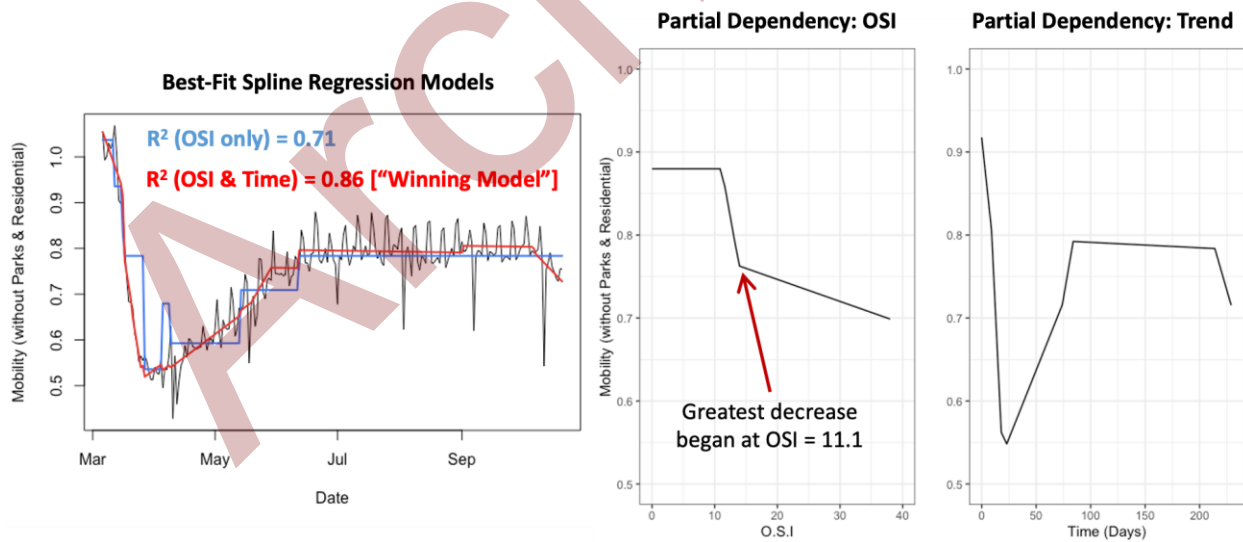 Best-Fit Spline Regression Models
R² (OSI only) = 0.71
R² (OSI & Time) = 0.86 [“Winning Model”]
Mobility (without Parks & Residential)
1.0
0.9
0.8
0.7
0.6
0.5
Mar
May
Jul
Sep
Date
Partial Dependency: OSI
Mobility (without Parks & Residential)
1.0
0.9
0.8
0.7
0.6
0.5
Greatest decrease
began at OSI = 11.1
0
10
20
30
40
O.S.I
Partial Dependency: Trend
1.0
0.9
0.8
0.7
0.6
0.5
0
50
100
150
200
Time (Days)